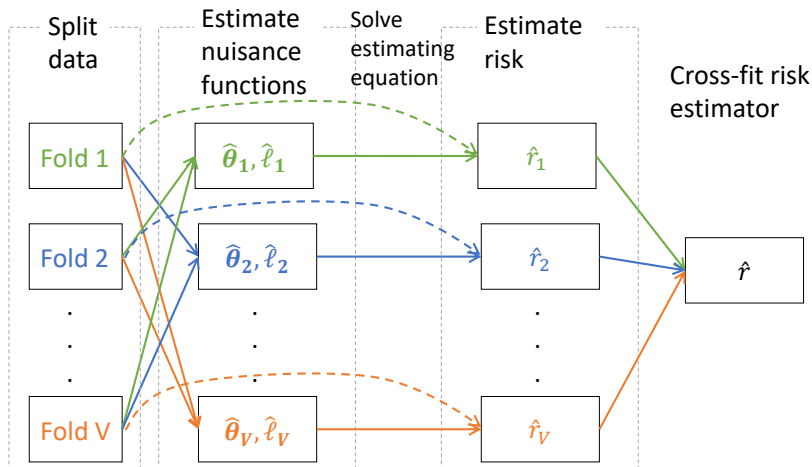 Split
data
Estimate
nuisance
functions
Solve
estimating
equation
Estimate
risk
Cross-fit risk
estimator
Fold 1
θ̂₁, ℓ̂₁
r̂₁
Fold 2
θ̂₂, ℓ̂₂
r̂₂
r̂
Fold V
θ̂_V, ℓ̂_V
r̂_V